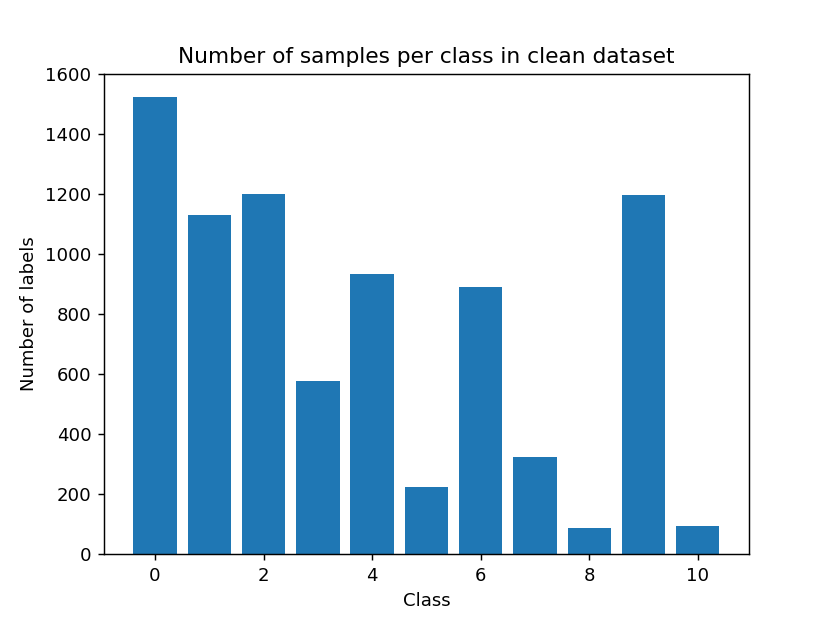 Number of samples per class in clean dataset
1600
1400
1200
1000
800
600
400
200
0
Number of labels
0 2 4 6 8 10
Class